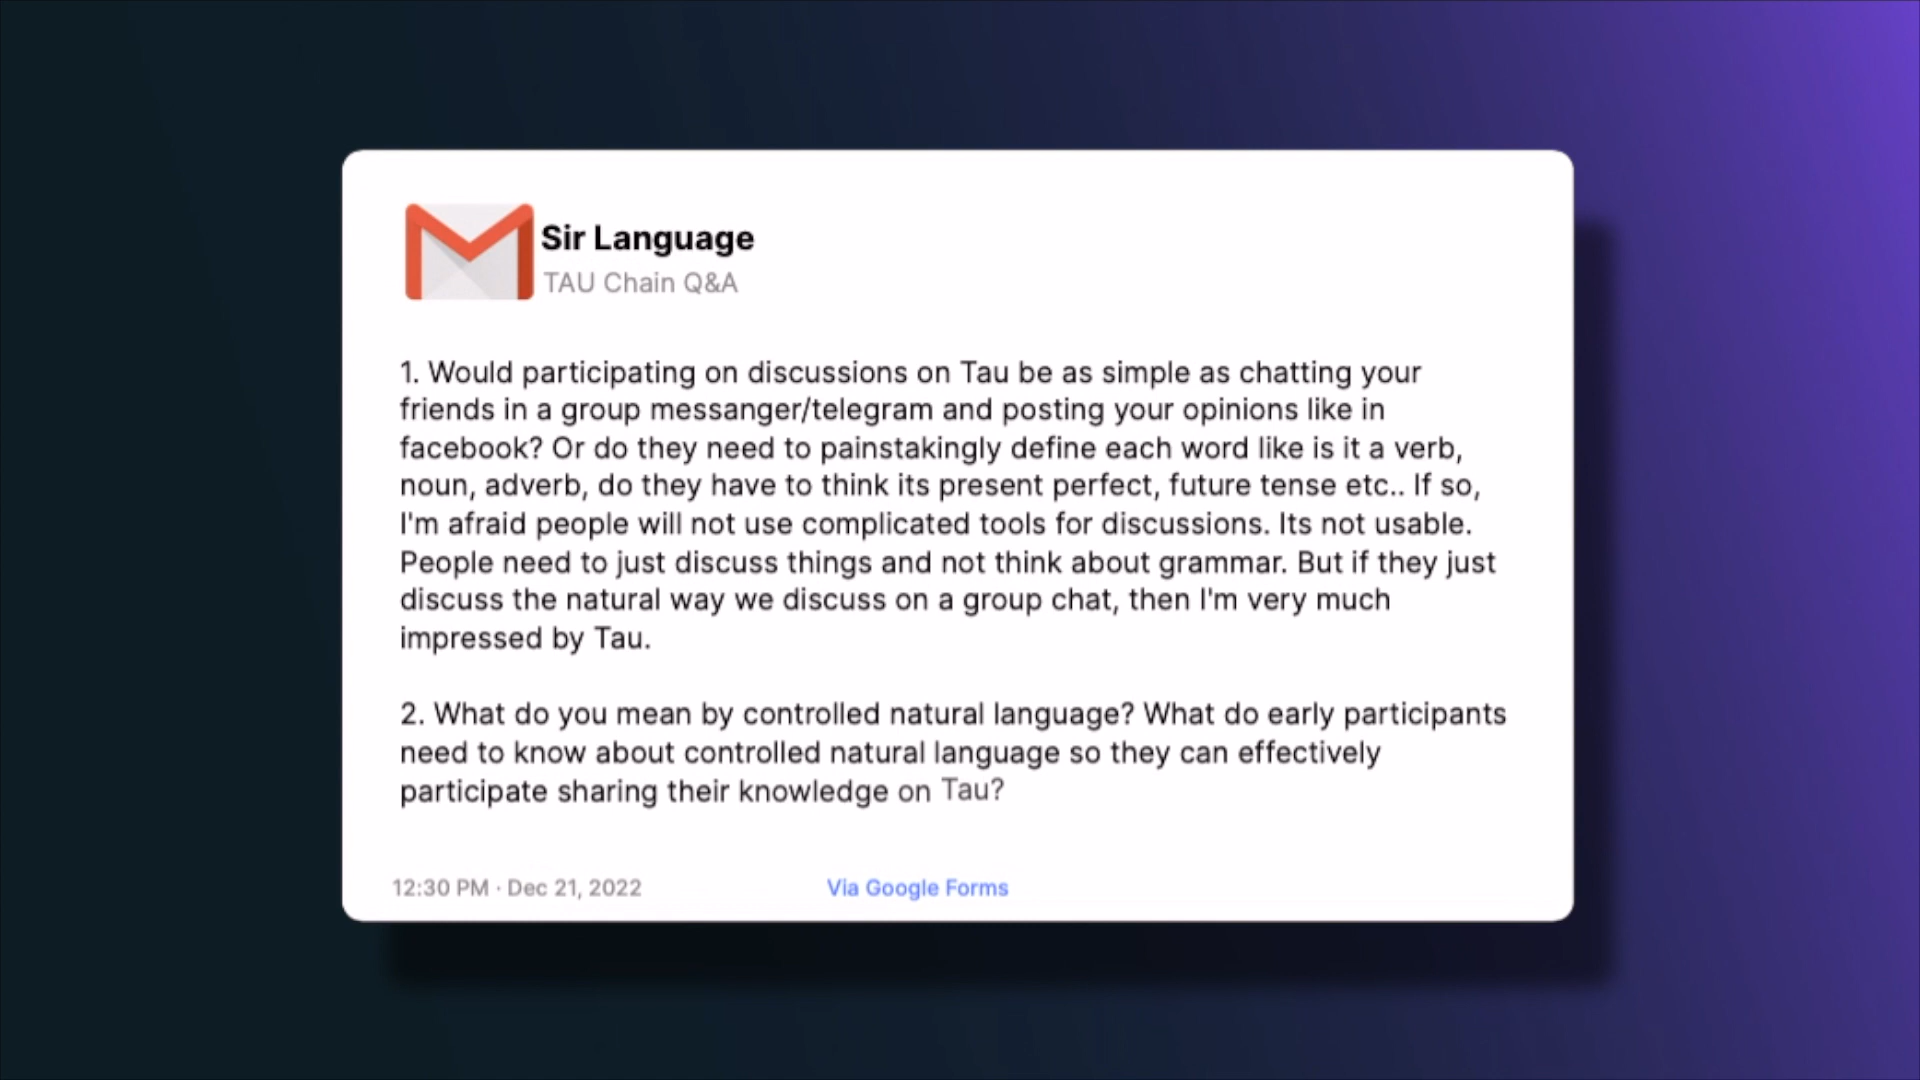 Sir Language
TAU Chain Q&A
1. Would participating on discussions on Tau be as simple as chatting your
friends in a group messanger/telegram and posting your opinions like in
facebook? Or do they need to painstakingly define each word like is it a verb,
noun, adverb, do they have to think its present perfect, future tense etc.. If so,
I'm afraid people will not use complicated tools for discussions. Its not usable.
People need to just discuss things and not think about grammar. But if they just
discuss the natural way we discuss on a group chat, then I'm very much
impressed by Tau.
2. What do you mean by controlled natural language? What do early participants
need to know about controlled natural language so they can effectively
participate sharing their knowledge on Tau?
12:30 PM · Dec 21, 2022 Via Google Forms